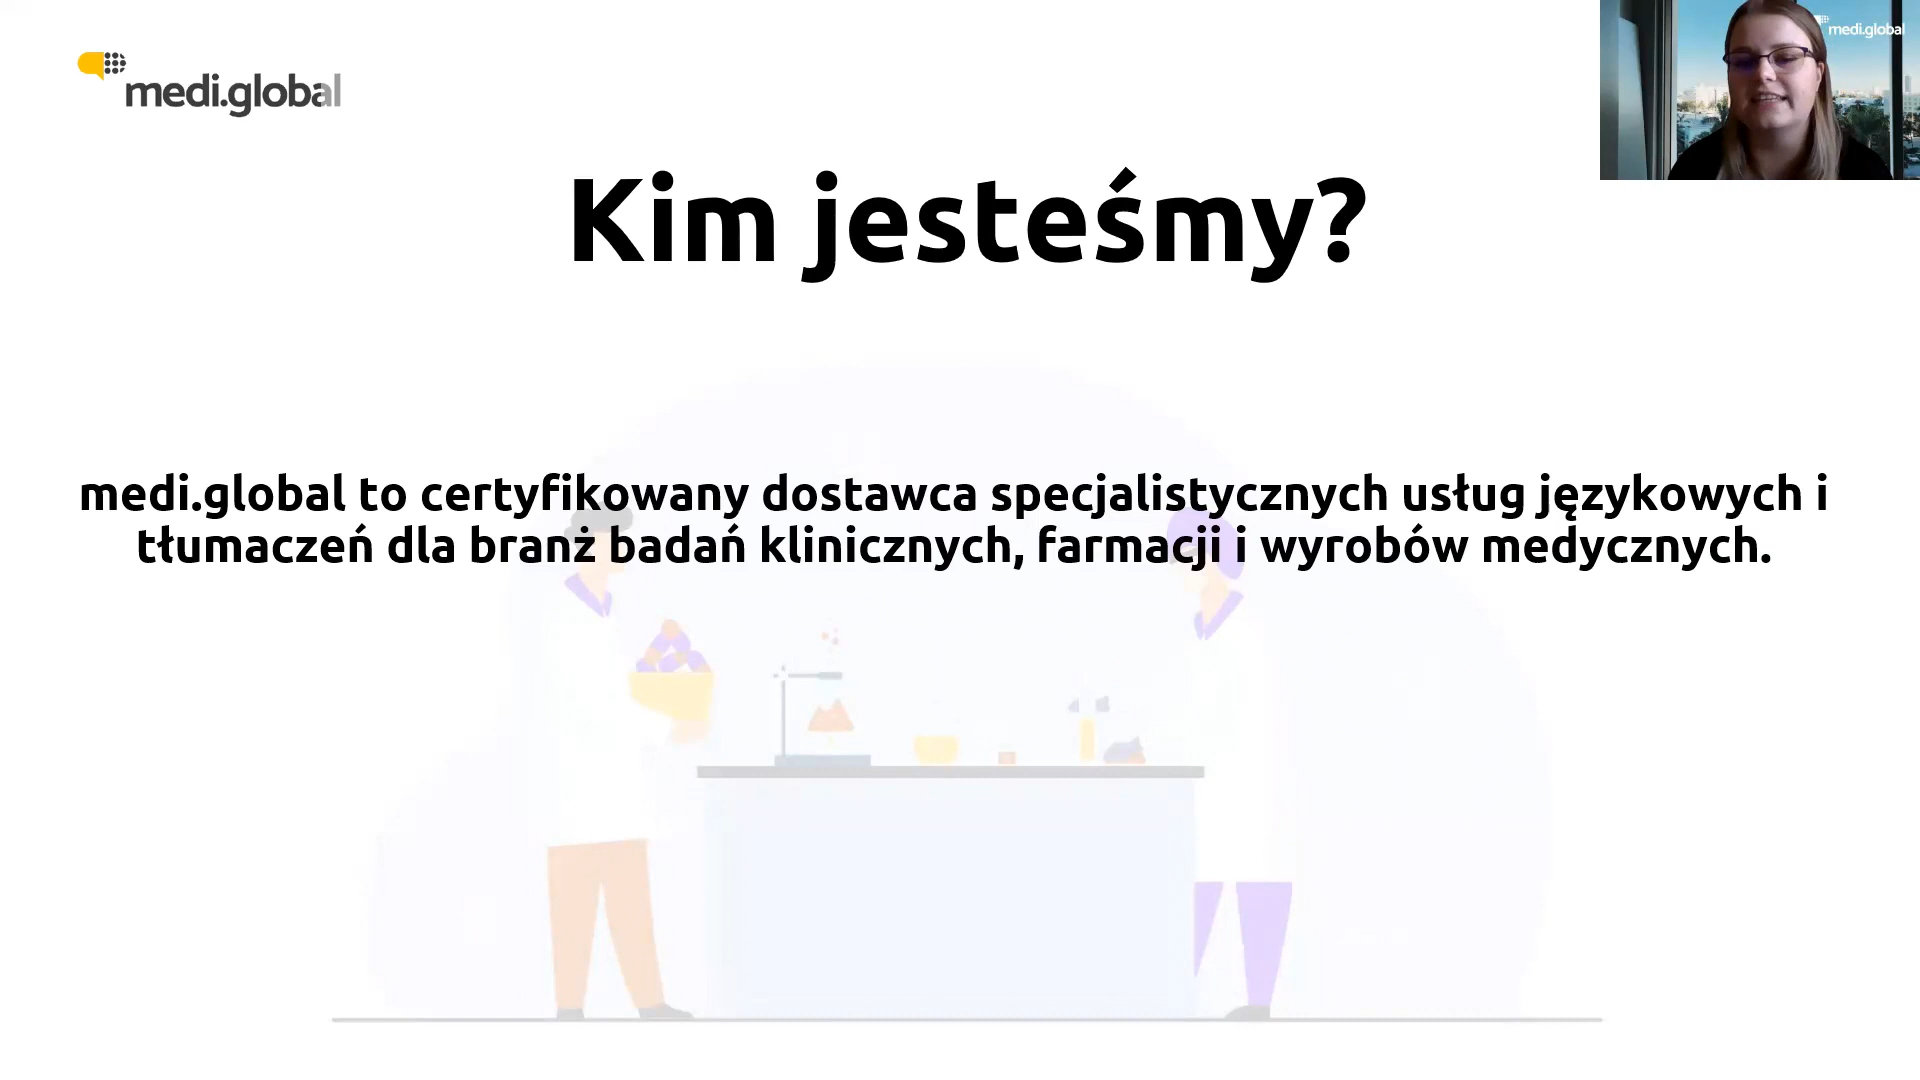 medi.global
medi.global
Kim jesteśmy?
medi.global to certyfikowany dostawca specjalistycznych usług językowych i
tłumaczeń dla branż badań klinicznych, farmacji i wyrobów medycznych.